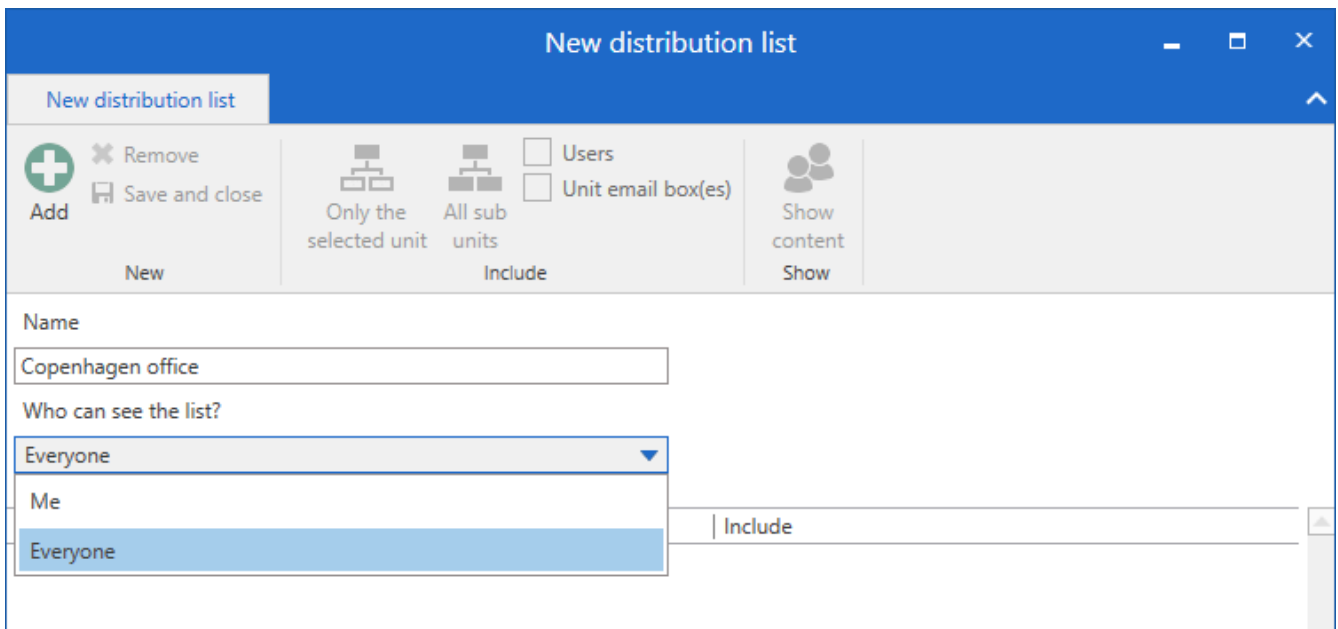 New distribution list
New distribution list
Add
Remove
Save and close
New
Only the
selected unit
All sub
units
Users
Unit email box(es)
Include
Show
content
Show
Name
Copenhagen office
Who can see the list?
Everyone
Me
Everyone
Include